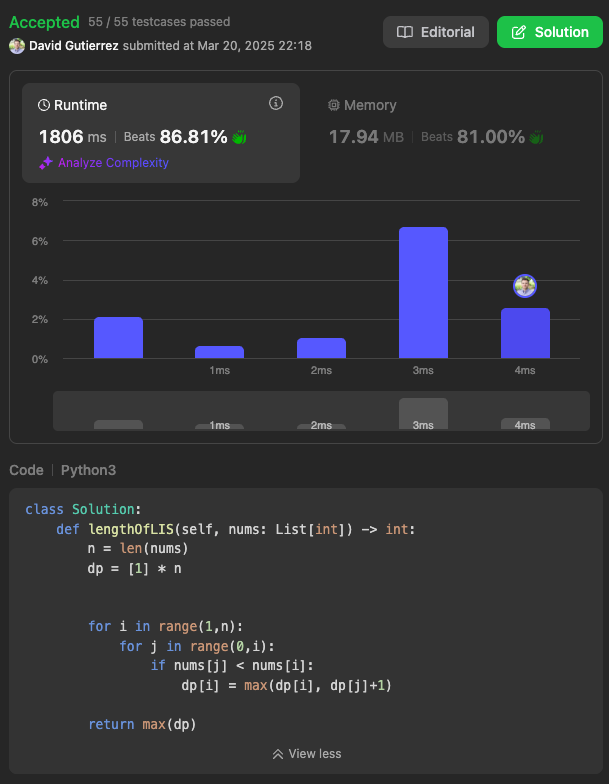 Accepted 55 / 55 testcases passed
David Gutierrez submitted at Mar 20, 2025 22:18
Editorial
Solution
Runtime
1806 ms | Beats 86.81%
Analyze Complexity
Memory
17.94 MB | Beats 81.00%
8%
6%
4%
2%
0%
1ms 2ms 3ms 4ms
1ms 2ms 3ms 4ms
Code | Python3
class Solution:
    def lengthOfLIS(self, nums: List[int]) -> int:
        n = len(nums)
        dp = [1] * n
        for i in range(1,n):
            for j in range(0,i):
                if nums[j] < nums[i]:
                    dp[i] = max(dp[i], dp[j]+1)
        return max(dp)
View less